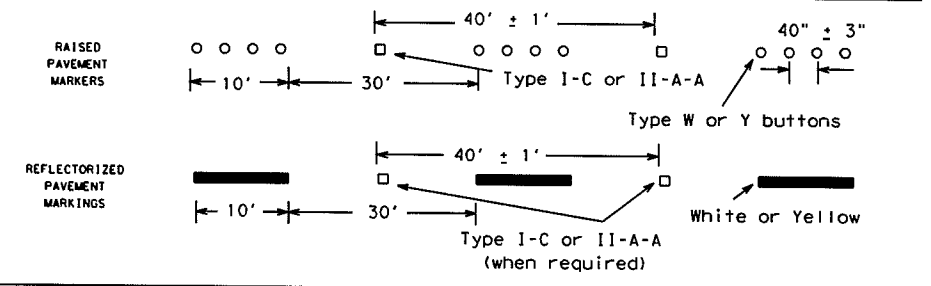 40' ± 1'
40" ± 3"
RAISED
PAVEMENT
MARKERS
10'
30'
Type I-C or II-A-A
Type W or Y buttons
40' ± 1'
REFLECTORIZED
PAVEMENT
MARKINGS
10'
30'
White or Yellow
Type I-C or II-A-A
(when required)